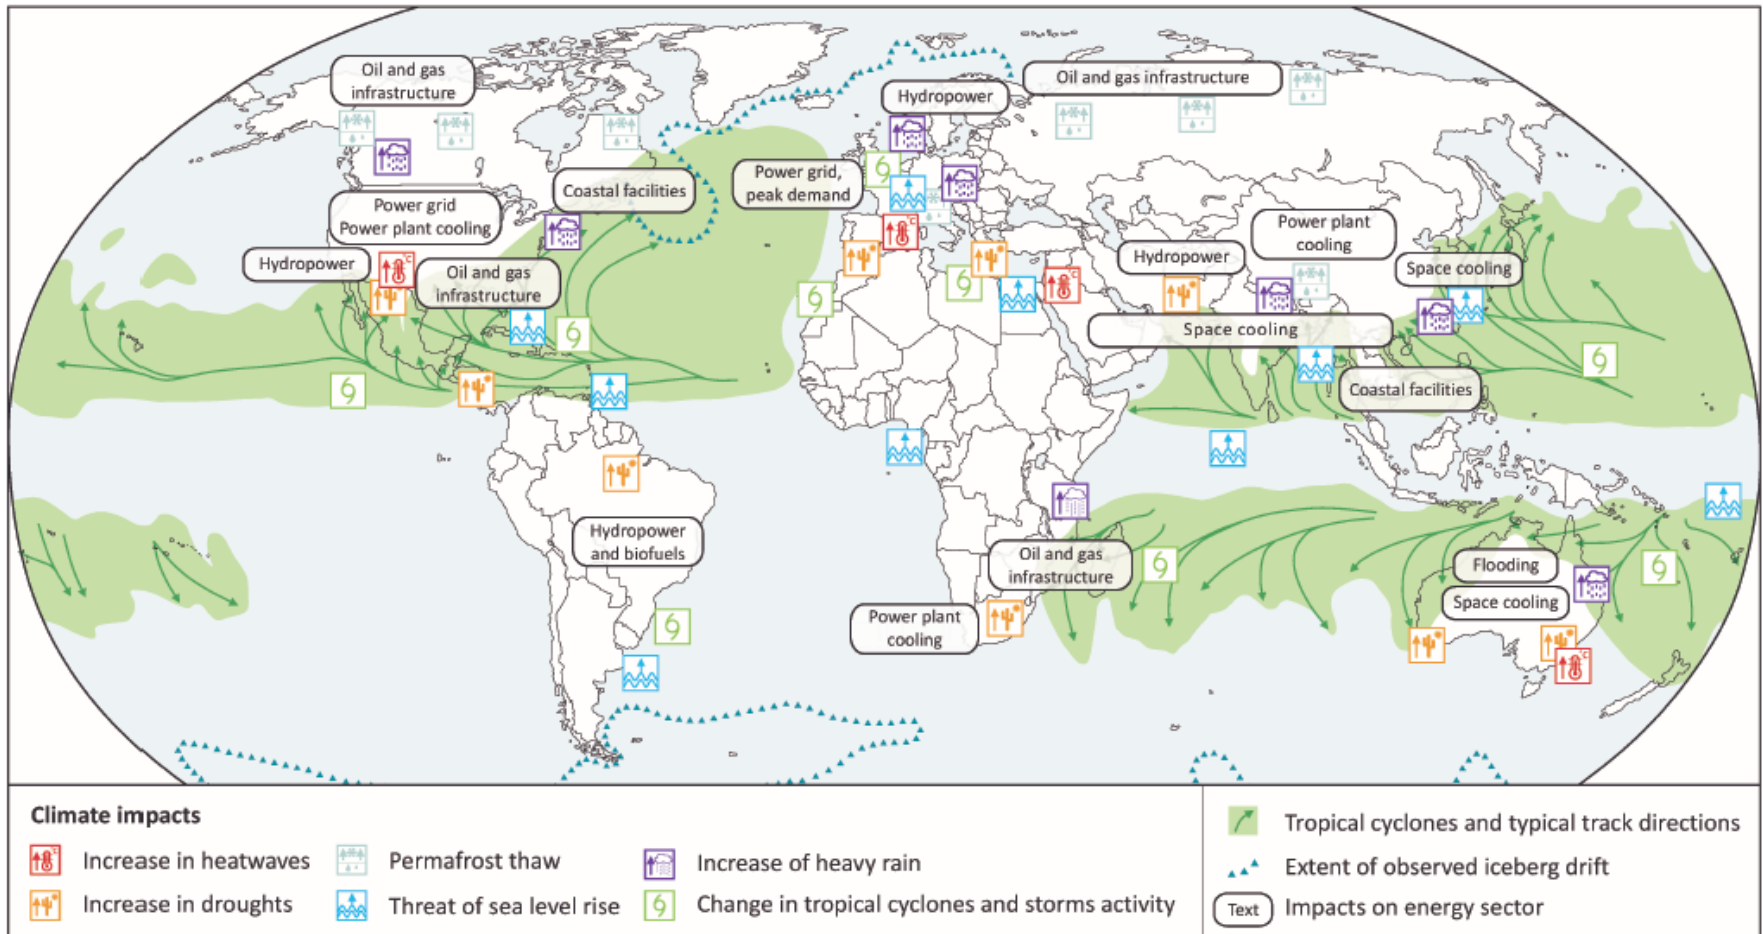 Oil and gas
infrastructure
Oil and gas infrastructure
Hydropower
Power grid,
peak demand
Coastal facilities
Power grid
Power plant cooling
Power plant
cooling
Hydropower
Oil and gas
infrastructure
Hydropower
Space cooling
Space cooling
Coastal facilities
Hydropower
and biofuels
Oil and gas
infrastructure
Flooding
Space cooling
Power plant
cooling
Climate impacts
Increase in heatwaves
Permafrost thaw
Increase of heavy rain
Increase in droughts
Threat of sea level rise
Change in tropical cyclones and storms activity
Tropical cyclones and typical track directions
Extent of observed iceberg drift
Text
Impacts on energy sector